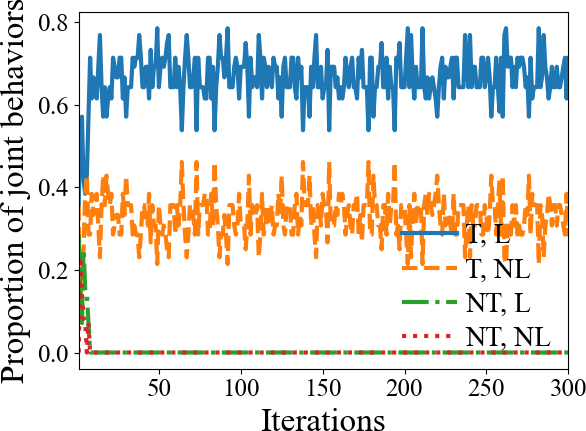 Proportion of joint behaviors
0.8
0.6
0.4
0.2
0.0
T, L
T, NL
NT, L
NT, NL
50 100 150 200 250 300
Iterations